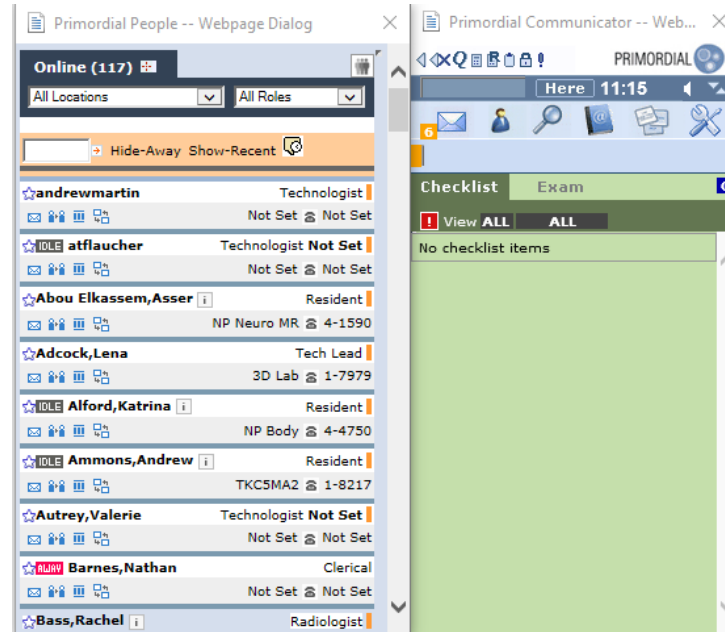 Primordial People -- Webpage Dialog
Online (117)
All Locations All Roles
Hide-Away Show-Recent
andrewmartin Technologist
Not Set Not Set
IDLE atflaucher Technologist Not Set
Not Set Not Set
Abou Elkassem,Asser i Resident
NP Neuro MR 4-1590
Adcock,Lena Tech Lead
3D Lab 1-7979
IDLE Alford,Katrina i Resident
NP Body 4-4750
IDLE Ammons,Andrew i Resident
TKC5MA2 1-8217
Autrey,Valerie Technologist Not Set
Not Set Not Set
AWAY Barnes,Nathan Clerical
Not Set Not Set
Bass,Rachel i Radiologist
Primordial Communicator -- Web...
PRIMORDIAL
Here 11:15
6
Checklist Exam
View ALL ALL
No checklist items